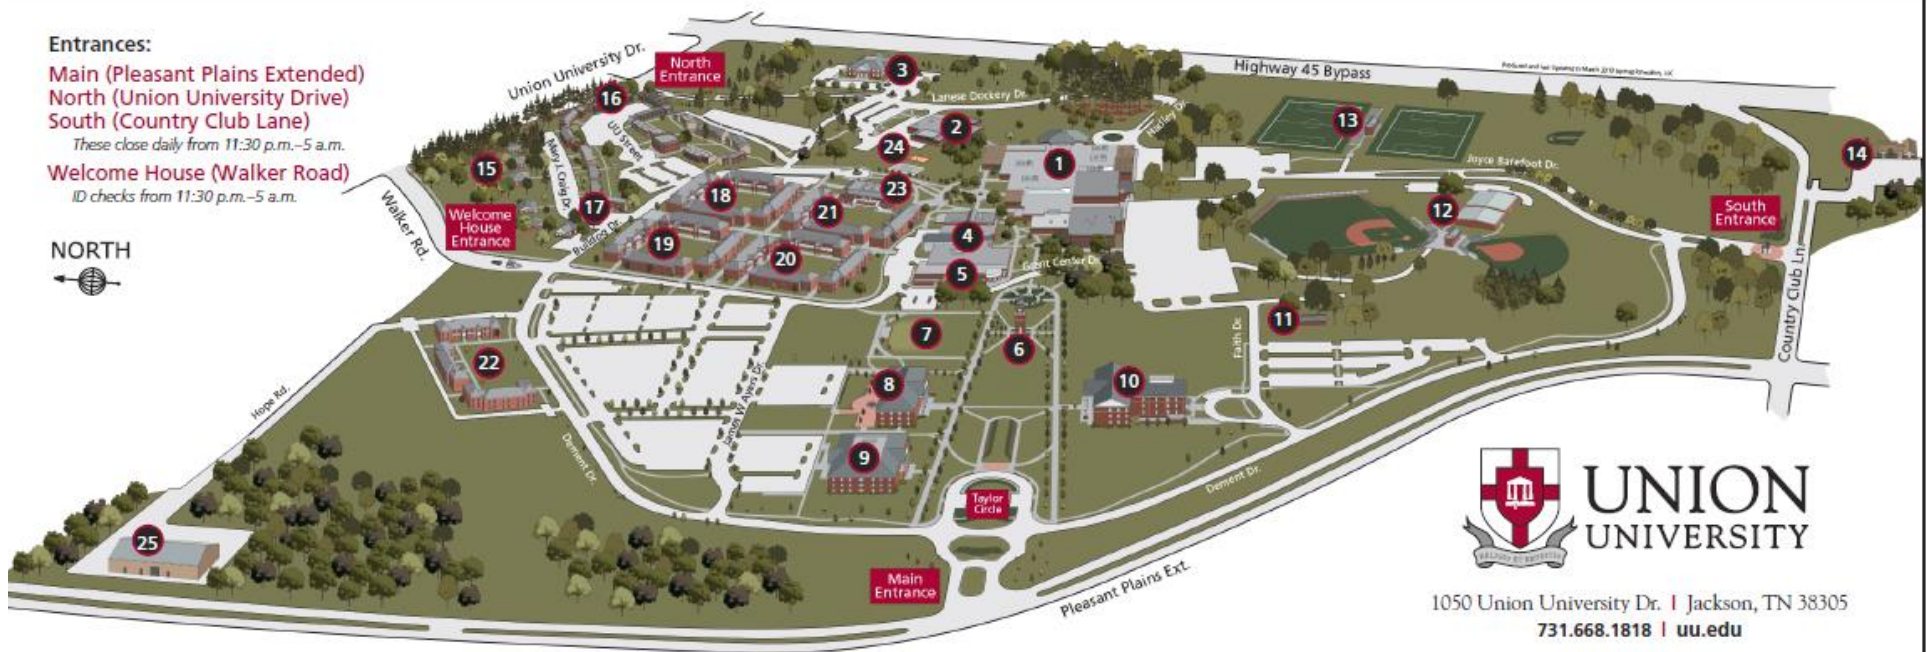 Entrances:
Main (Pleasant Plains Extended)
North (Union University Drive)
South (Country Club Lane)
These close daily from 11:30 p.m.–5 a.m.
Welcome House (Walker Road)
ID checks from 11:30 p.m.–5 a.m.
NORTH
Union University Dr.
North
Entrance
Highway 45 Bypass
3
16
Lanese Dockery Dr.
Hadley Dr.
2
13
UU Street
24
14
15
Mary J. Craig Dr.
1
Joyce Barefoot Dr.
23
18
17
21
12
South
Entrance
Walker Rd.
Welcome
House
Entrance
Bulldog Dr.
19
20
4
5
Grant Center Dr.
Country Club Ln
11
7
6
Faith Dr.
22
8
10
Hope Rd.
James W Ayers Dr.
Dement Dr.
9
Dement Dr.
Taylor
Circle
25
Main
Entrance
Pleasant Plains Ext.
UNION
UNIVERSITY
1050 Union University Dr. | Jackson, TN 38305
731.668.1818 | uu.edu